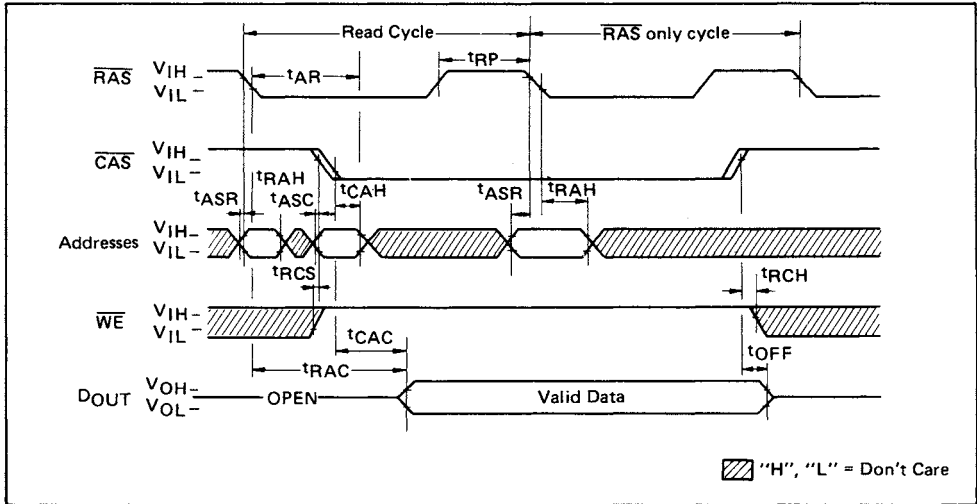 Read Cycle
RAS only cycle
tRP
tAR
RAS
VIH
VIL
CAS
VIH
VIL
tRAH
tASR
tASC
tCAH
tASR
tRAH
Addresses
VIH
VIL
tRCS
tRCH
WE
VIH
VIL
tCAC
tOFF
tRAC
DOUT
VOH
VOL
OPEN
Valid Data
"H", "L" = Don't Care